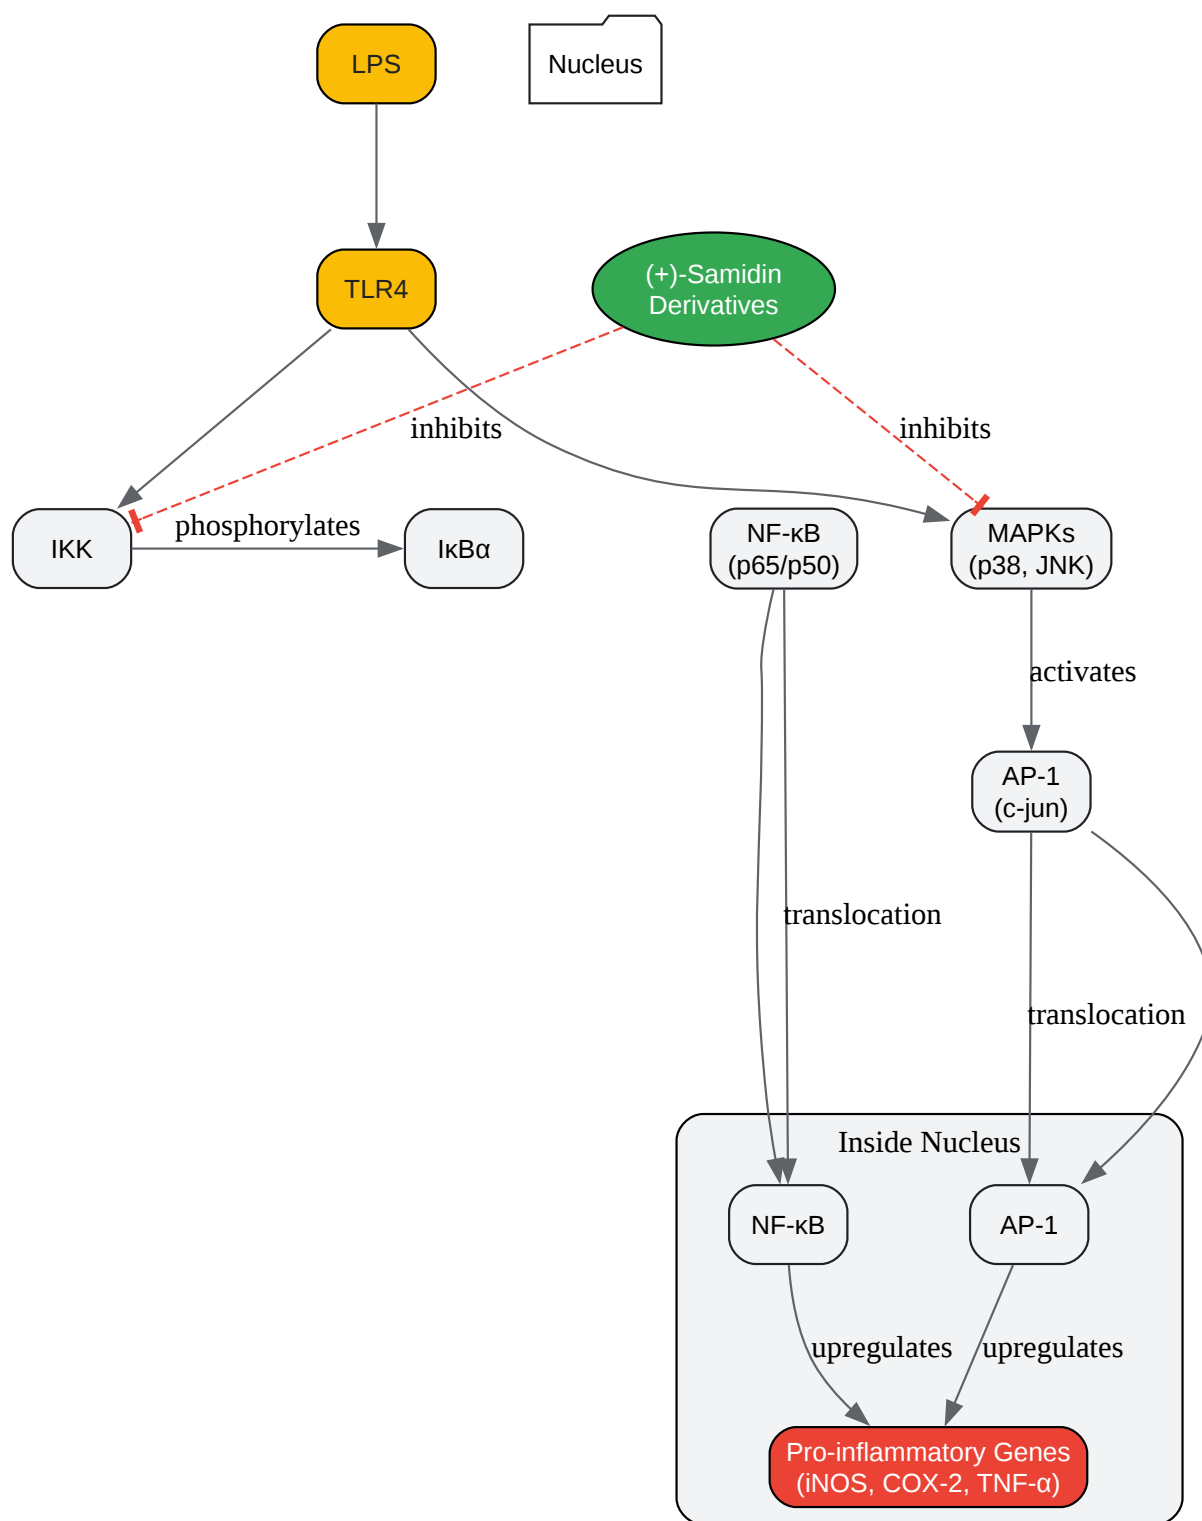 LPS
Nucleus
TLR4
(+)-Samidin
Derivatives
inhibits
inhibits
IKK
phosphorylates
IκBα
NF-κB
(p65/p50)
MAPKs
(p38, JNK)
activates
AP-1
(c-jun)
translocation
translocation
Inside Nucleus
NF-κB
AP-1
upregulates
upregulates
Pro-inflammatory Genes
(iNOS, COX-2, TNF-α)